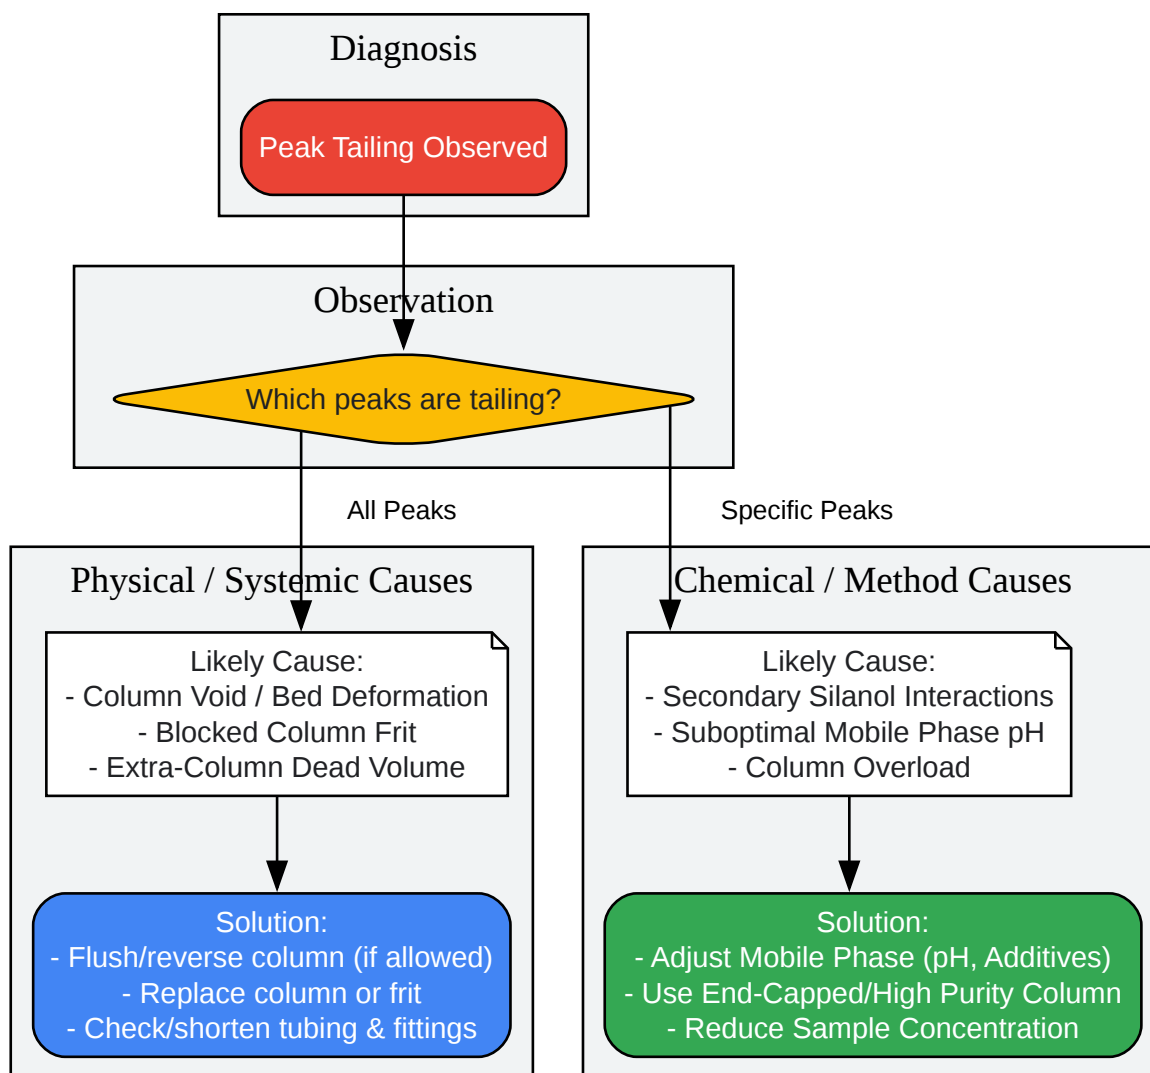 Diagnosis
Peak Tailing Observed
Observation
Which peaks are tailing?
All Peaks
Specific Peaks
Physical / Systemic Causes
Likely Cause:
- Column Void / Bed Deformation
- Blocked Column Frit
- Extra-Column Dead Volume
Solution:
- Flush/reverse column (if allowed)
- Replace column or frit
- Check/shorten tubing & fittings
Chemical / Method Causes
Likely Cause:
- Secondary Silanol Interactions
- Suboptimal Mobile Phase pH
- Column Overload
Solution:
- Adjust Mobile Phase (pH, Additives)
- Use End-Capped/High Purity Column
- Reduce Sample Concentration